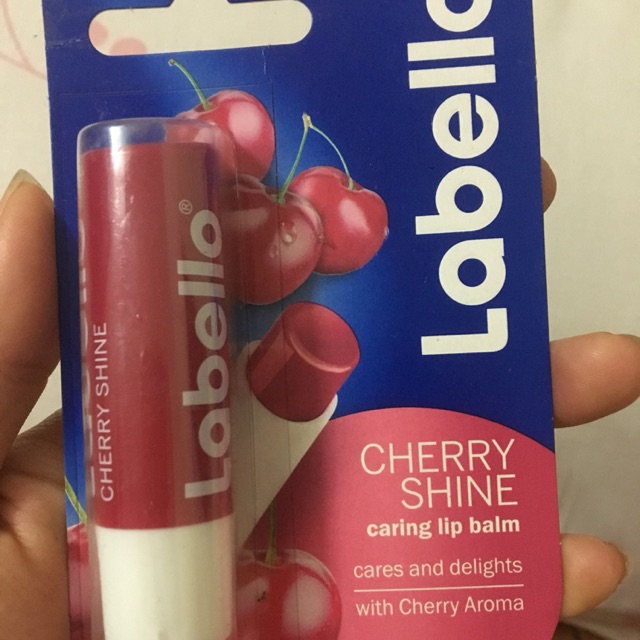 Labello
CHERRY SHINE
Labello®
CHERRY
SHINE
caring lip balm
cares and delights
with Cherry Aroma